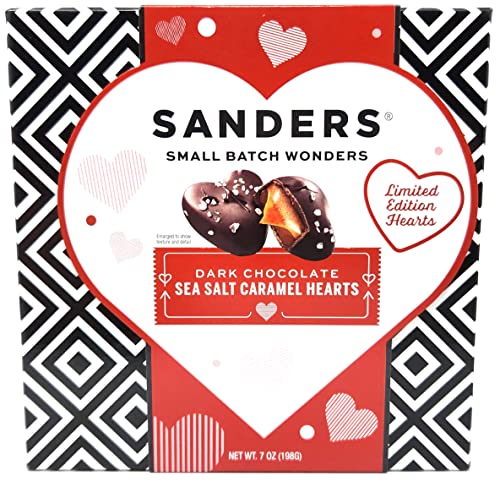 SANDERS®
SMALL BATCH WONDERS
Limited
Edition
Hearts
Enlarged to show
texture and detail
DARK CHOCOLATE
SEA SALT CARAMEL HEARTS
NET WT. 7 OZ (198G)